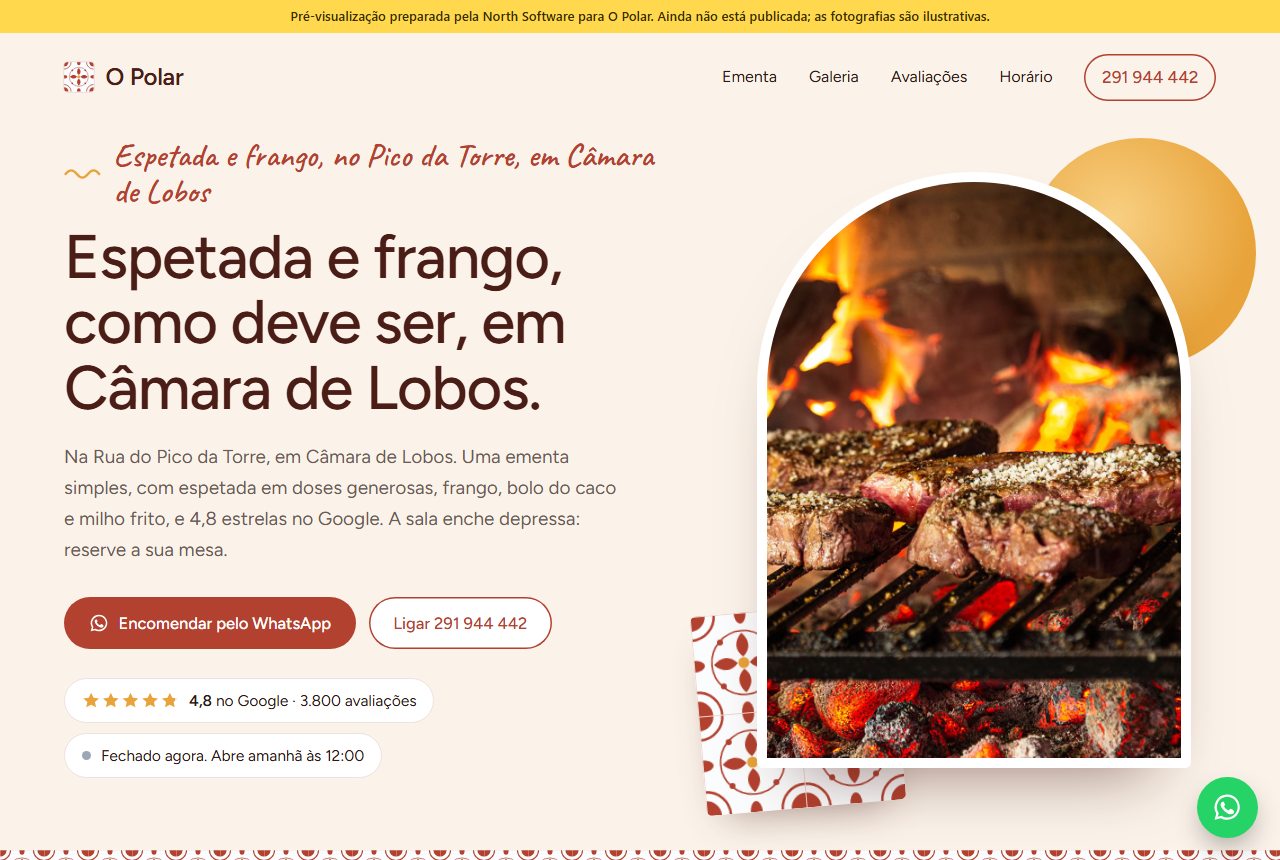 Pré-visualização preparada pela North Software para O Polar. Ainda não está publicada; as fotografias são ilustrativas.
O Polar
Ementa
Galeria
Avaliações
Horário
291 944 442
Espetada e frango, no Pico da Torre, em Câmara
de Lobos
Espetada e frango,
como deve ser, em
Câmara de Lobos.
Na Rua do Pico da Torre, em Câmara de Lobos. Uma ementa
simples, com espetada em doses generosas, frango, bolo do caco
e milho frito, e 4,8 estrelas no Google. A sala enche depressa:
reserve a sua mesa.
Encomendar pelo WhatsApp
Ligar 291 944 442
4,8 no Google · 3.800 avaliações
Fechado agora. Abre amanhã às 12:00